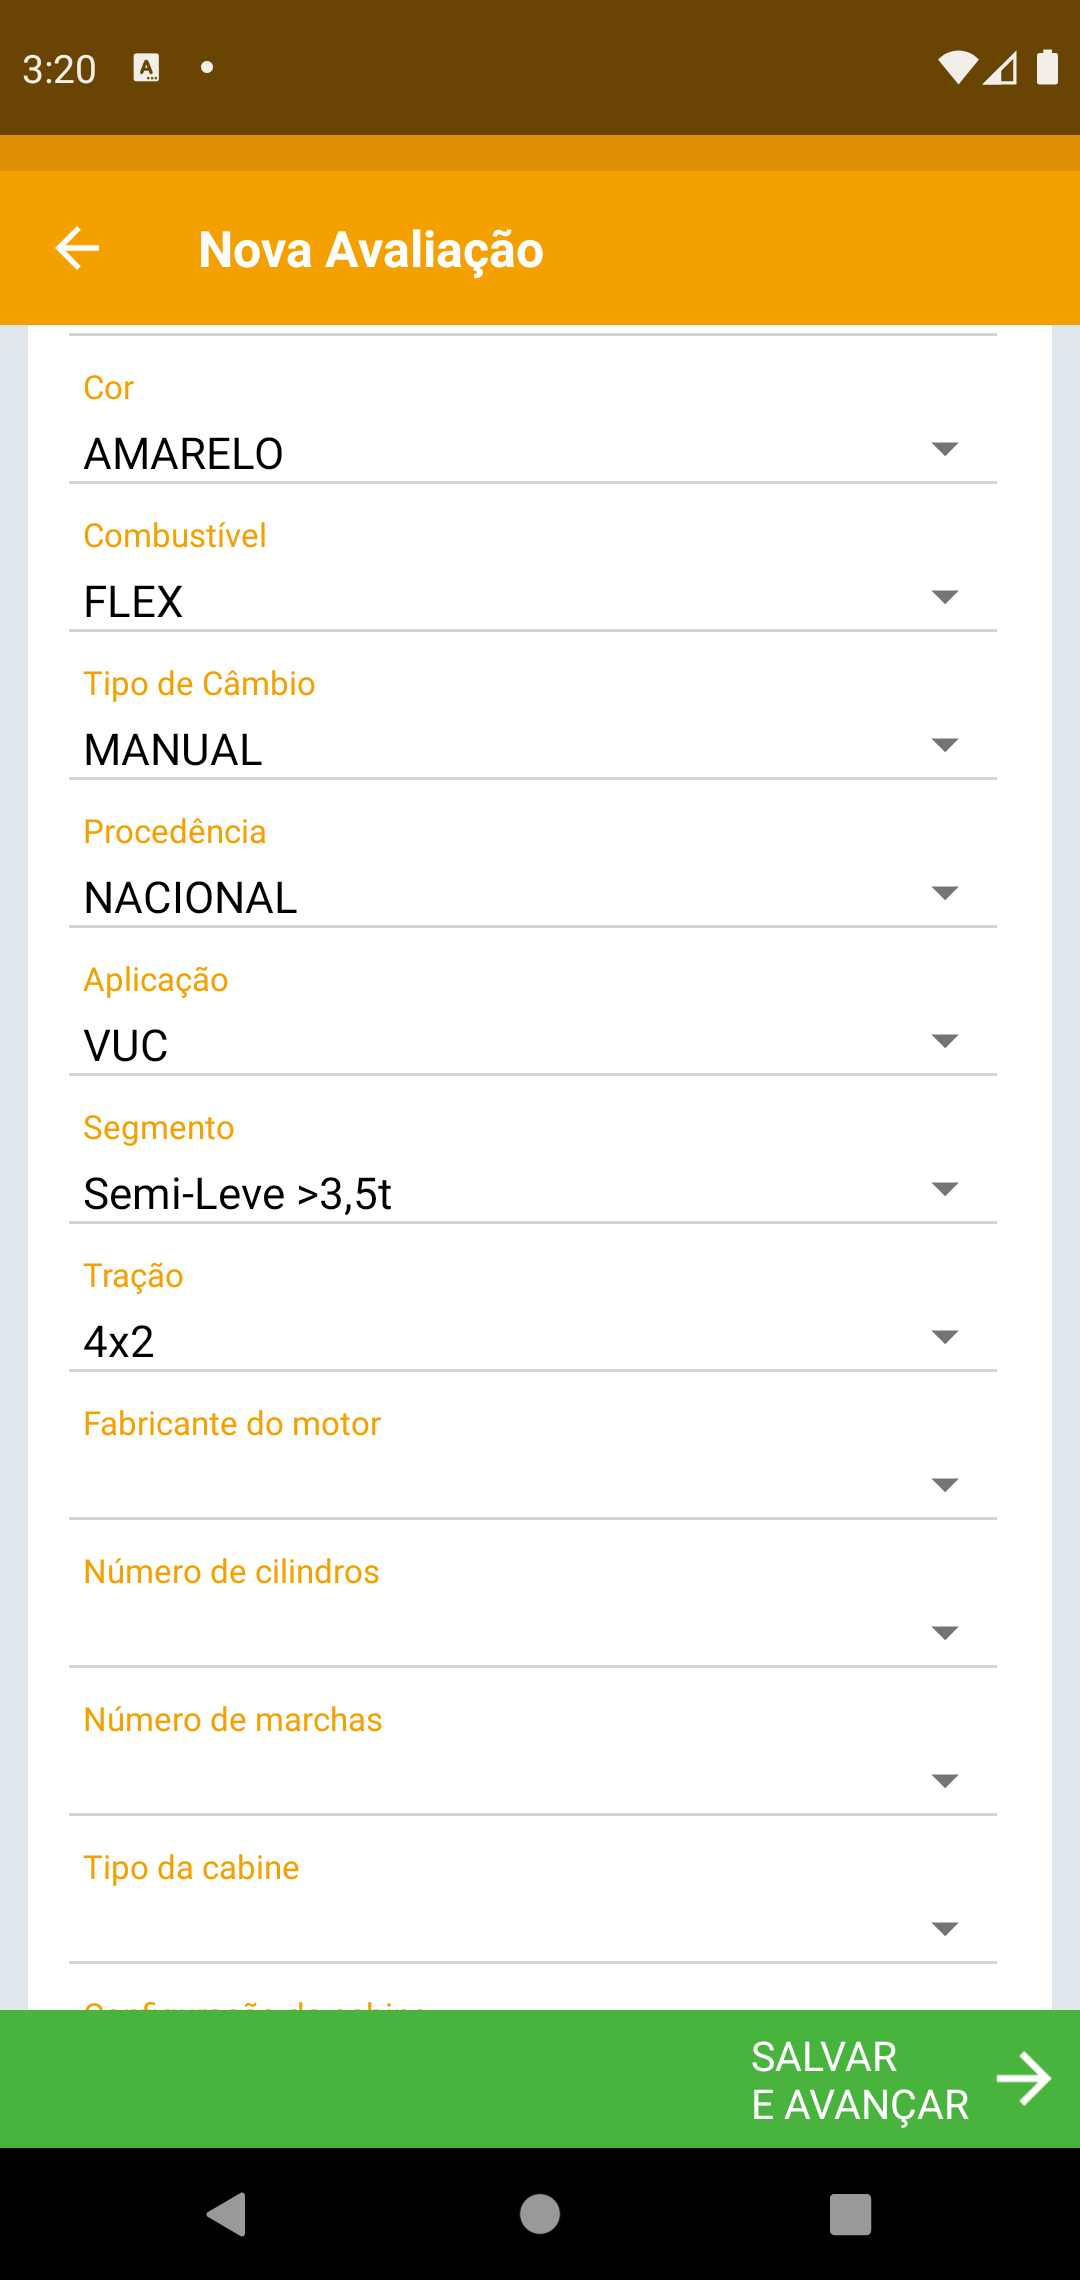 3:20
Nova Avaliação
Cor
AMARELO
Combustível
FLEX
Tipo de Câmbio
MANUAL
Procedência
NACIONAL
Aplicação
VUC
Segmento
Semi-Leve >3,5t
Tração
4x2
Fabricante do motor
Número de cilindros
Número de marchas
Tipo da cabine
SALVAR
E AVANÇAR